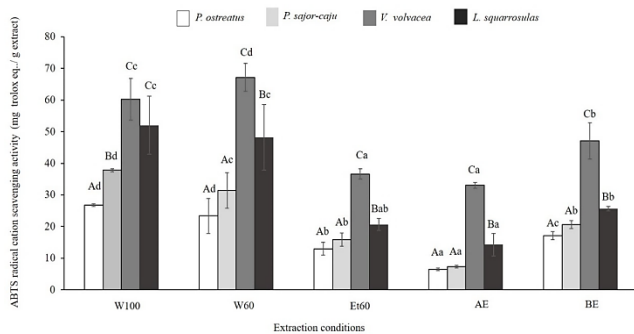 P. ostreatus P. sajor-caju V. volvacea L. squarrosulas
ABTS radical cation scavenging activity (mg trolox eq../ g extract)
80
70
60
50
40
30
20
10
0
Ad Bd Cc Cc
Ad Ac Cd Bc
Ab Ab Ca Bab
Aa Aa Ca Ba
Ac Ab Cb Bb
W100 W60 Et60 AE BE
Extraction conditions